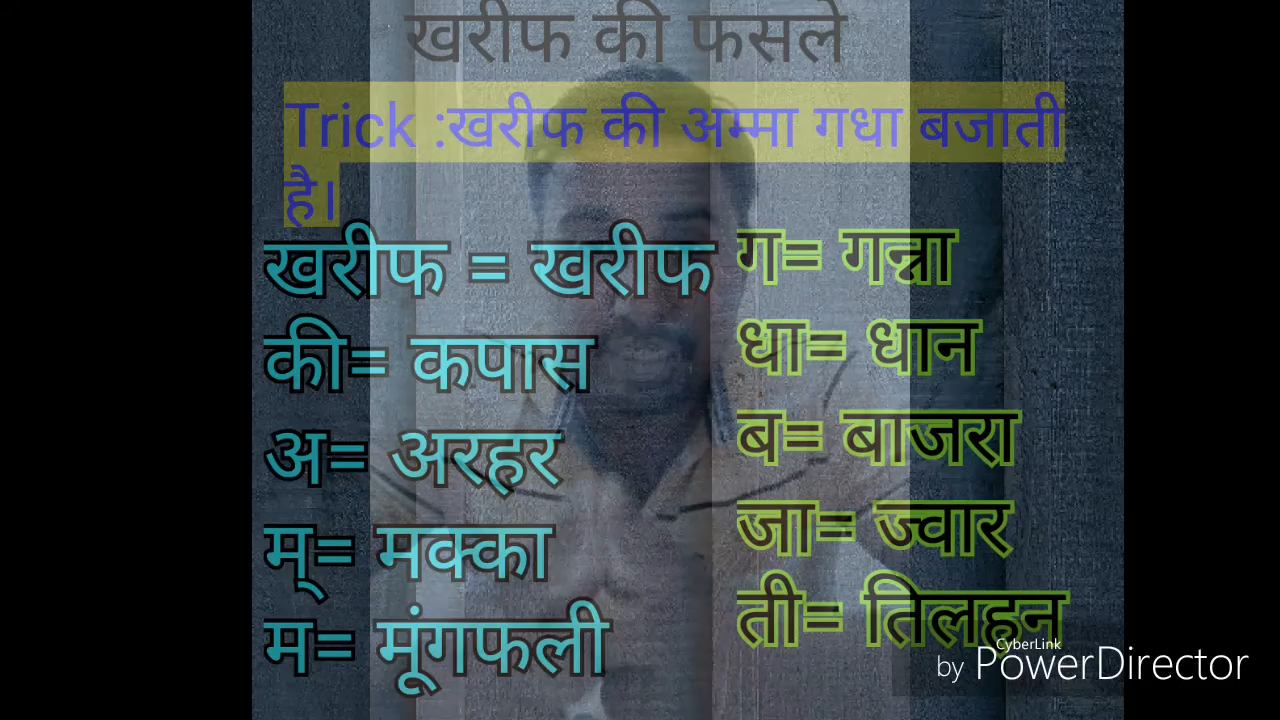 खरीफ की फसले
Trick :खरीफ की अम्मा गधा बजाती
है।
खरीफ = खरीफ
की= कपास
अ= अरहर
म्= मक्का
म= मूंगफली
ग= गन्ना
धा= धान
ब= बाजरा
जा= ज्वार
ती= तिलहन
CyberLink
by PowerDirector